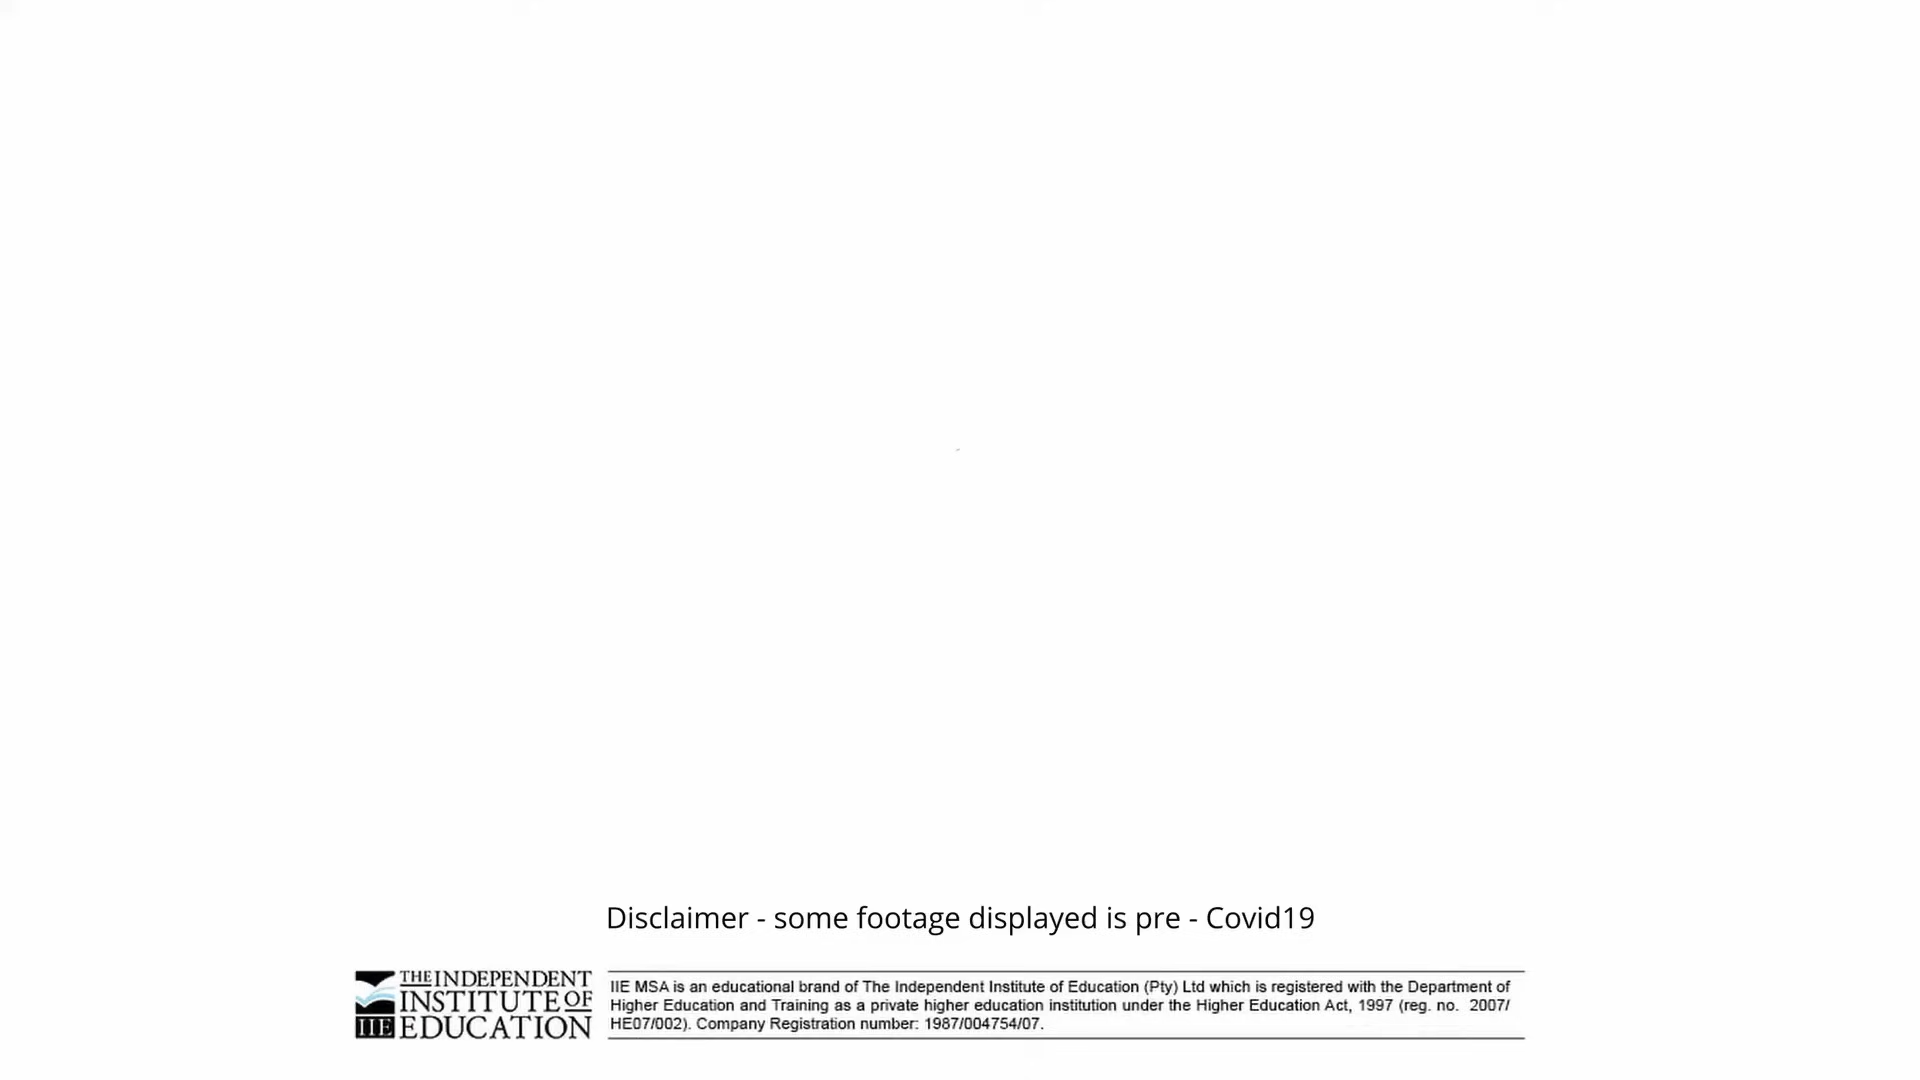 Disclaimer - some footage displayed is pre - Covid19
THE INDEPENDENT
INSTITUTE OF
IIE EDUCATION
IIE MSA is an educational brand of The Independent Institute of Education (Pty) Ltd which is registered with the Department of
Higher Education and Training as a private higher education institution under the Higher Education Act, 1997 (reg. no. 2007/
HE07/002). Company Registration number: 1987/004754/07.